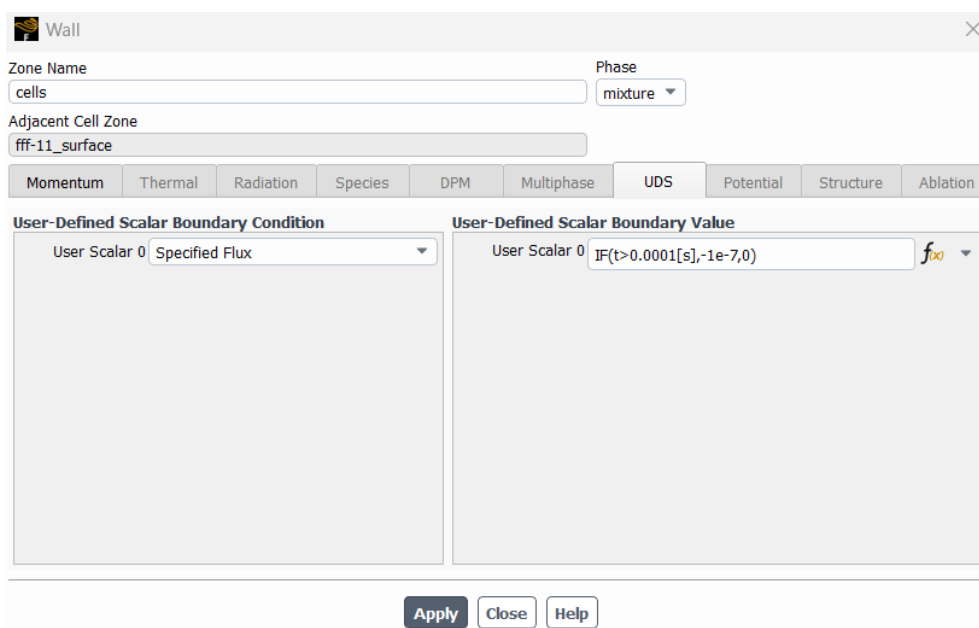 Wall
Zone Name
Phase
cells
mixture
Adjacent Cell Zone
fff-11_surface
Momentum Thermal Radiation Species DPM Multiphase UDS Potential Structure Ablation
User-Defined Scalar Boundary Condition
User Scalar 0 Specified Flux
User-Defined Scalar Boundary Value
User Scalar 0 IF(t>0.0001[s],-1e-7,0) f(x)
Apply Close Help